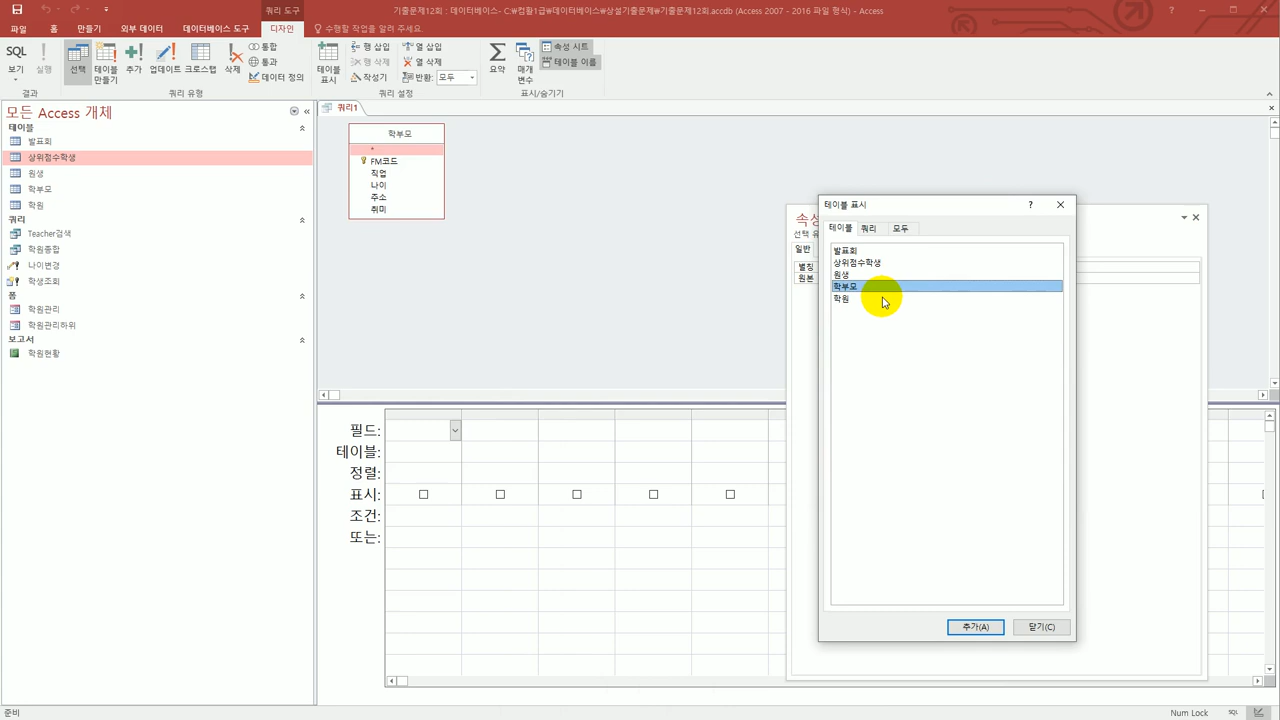 쿼리 도구
기출문제12회 : 데이터베이스- C:₩컴활1급₩데이터베이스₩상설기출문제₩기출문제12회.accdb (Access 2007 - 2016 파일 형식) - Access
파일 홈 만들기 외부 데이터 데이터베이스 도구 디자인 수행할 작업을 알려 주세요.
SQL
보기
실행
결과
선택
테이블 만들기
추가
업데이트
크로스탭
삭제
통합
통과
데이터 정의
쿼리 유형
테이블 표시
행 삽입
행 삭제
작성기
열 삽입
열 삭제
반환: 모두
쿼리 설정
요약
매개 변수
속성 시트
테이블 이름
표시/숨기기
모든 Access 개체
테이블
발표회
상위점수학생
원생
학부모
학원
쿼리
Teacher검색
학원종합
나이변경
학생조회
폼
학원관리
학원관리하위
보고서
학원현황
쿼리1
학부모
*
FM코드
직업
나이
주소
취미
속성
선택 유
일반
별칭
원본
테이블 표시
?
테이블 쿼리 모두
발표회
상위점수학생
원생
학부모
학원
추가(A) 닫기(C)
필드:
테이블:
정렬:
표시:
조건:
또는:
준비
Num Lock
SQL